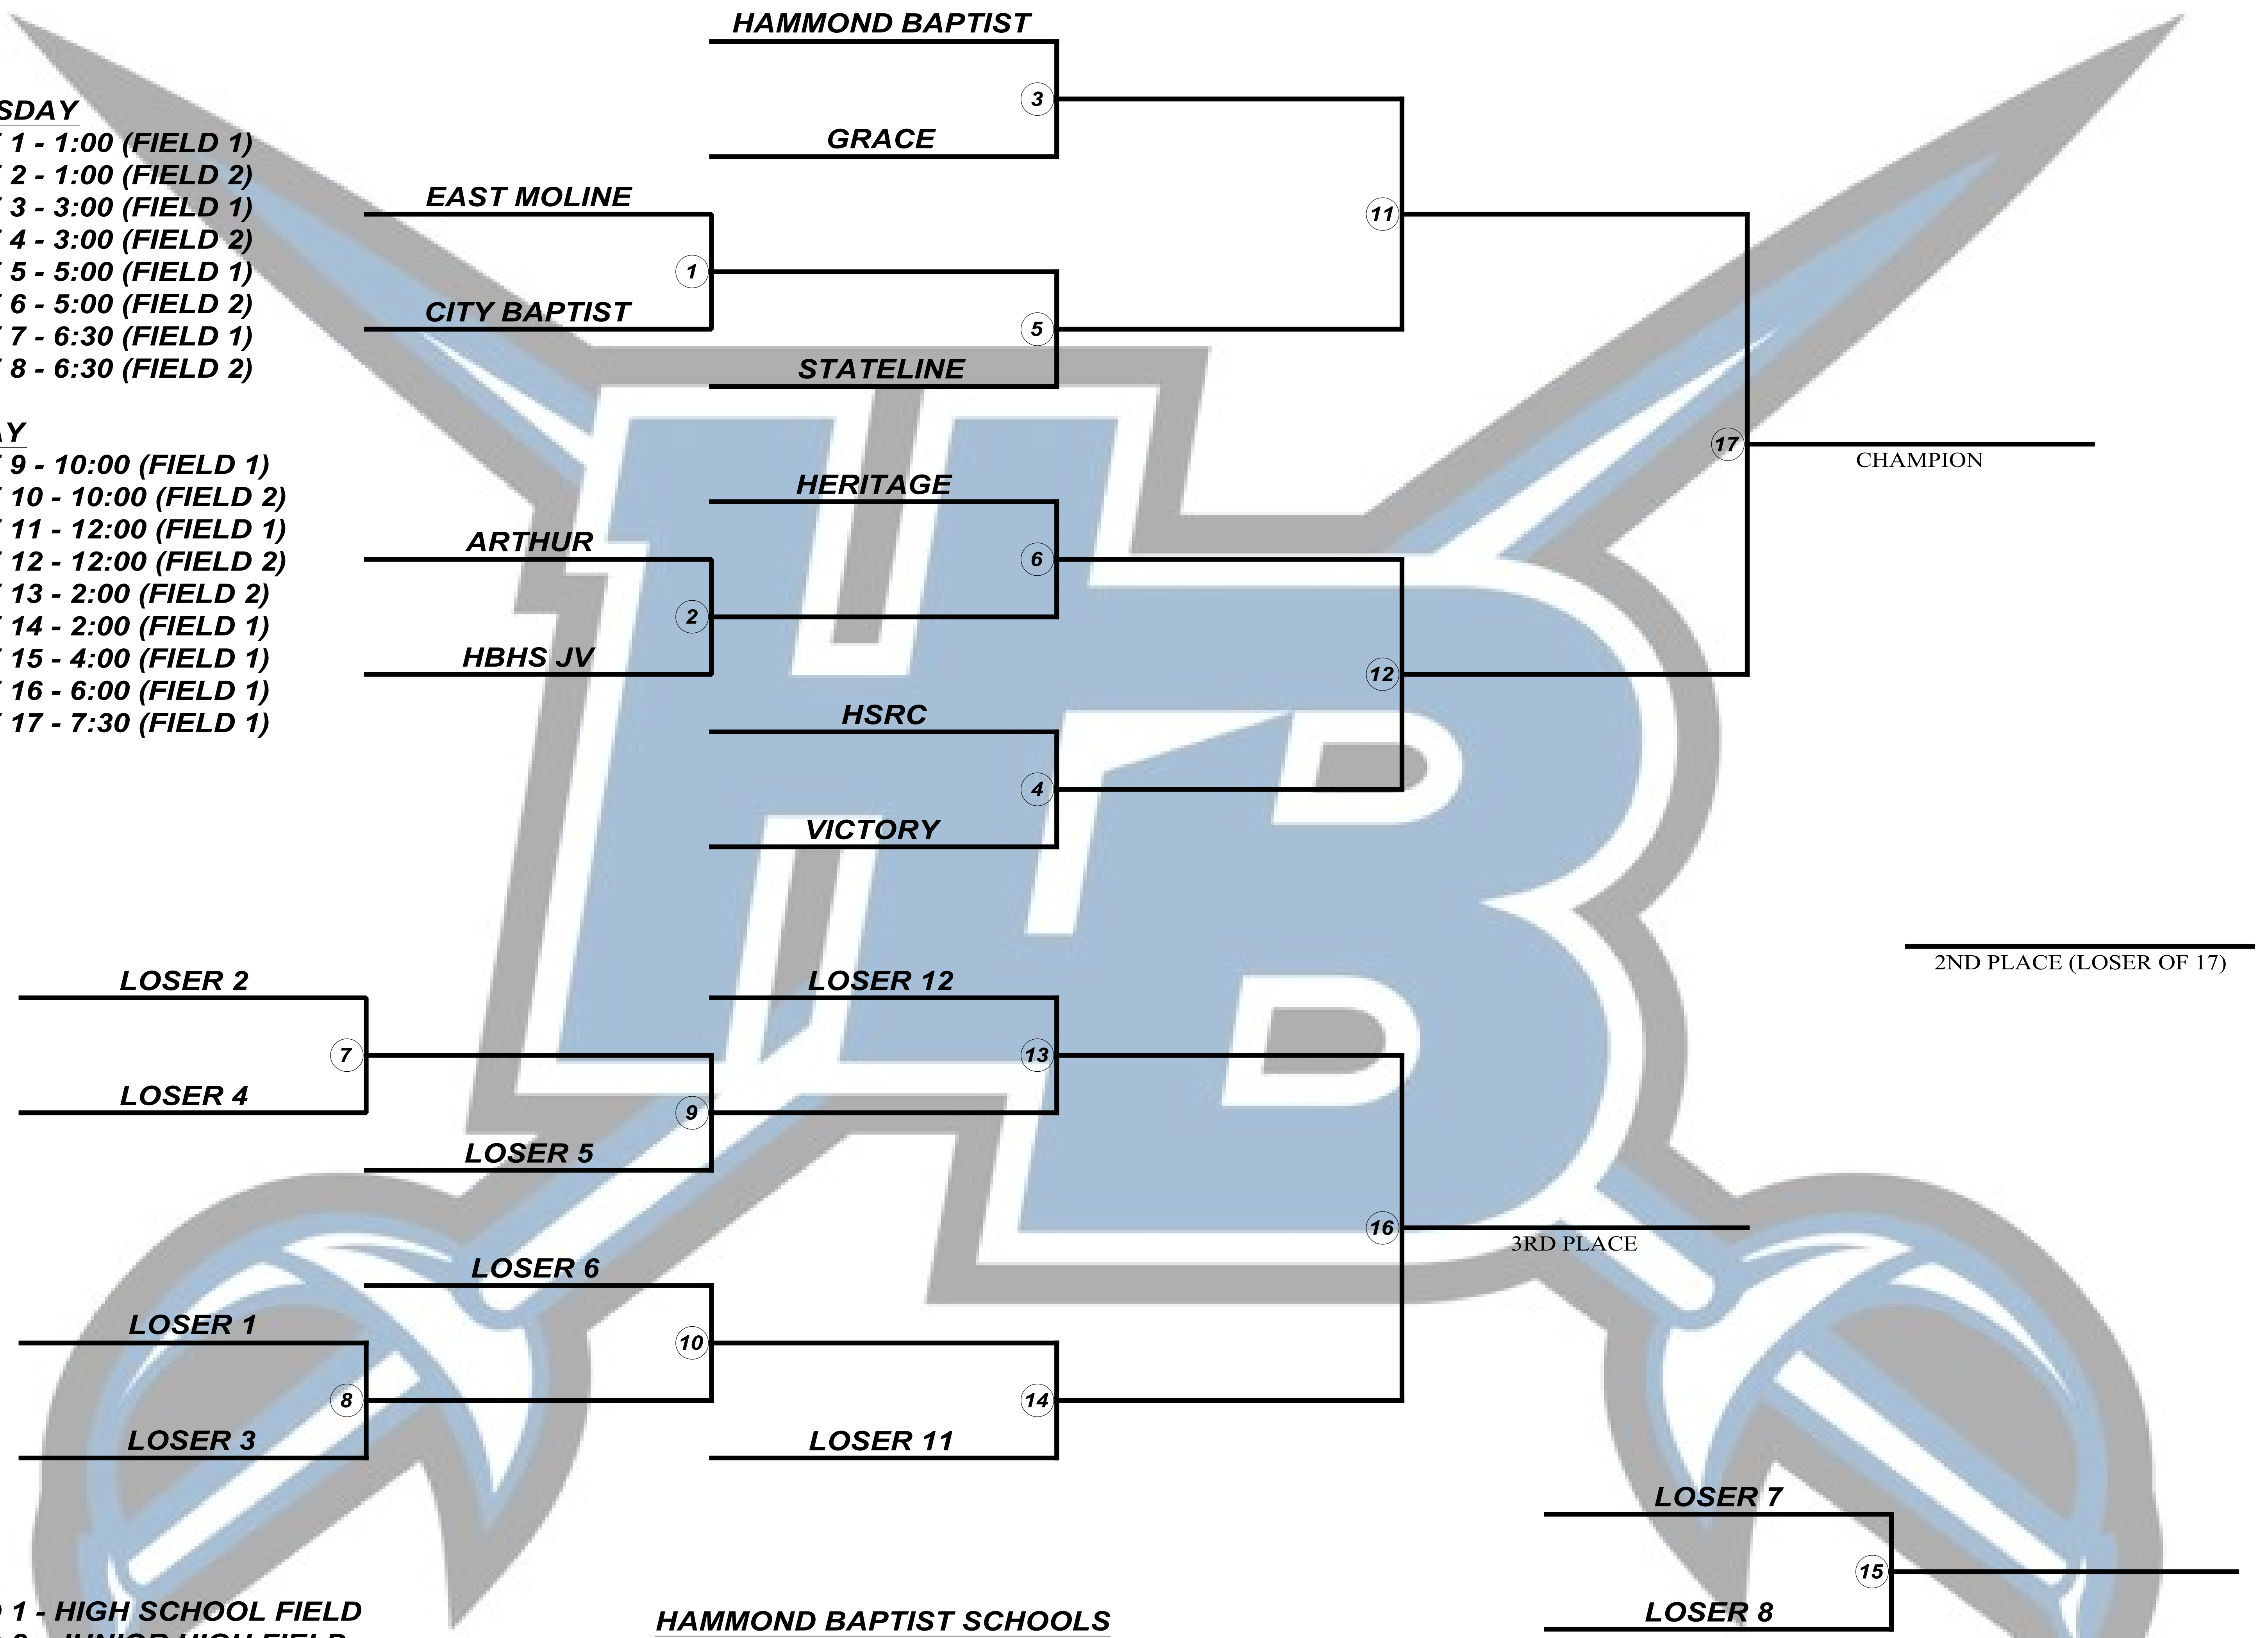 HAMMOND BAPTIST
3
GRACE
SDAY
1 - 1:00 (FIELD 1)
2 - 1:00 (FIELD 2)
3 - 3:00 (FIELD 1)
4 - 3:00 (FIELD 2)
5 - 5:00 (FIELD 1)
6 - 5:00 (FIELD 2)
7 - 6:30 (FIELD 1)
8 - 6:30 (FIELD 2)
AY
9 - 10:00 (FIELD 1)
10 - 10:00 (FIELD 2)
11 - 12:00 (FIELD 1)
12 - 12:00 (FIELD 2)
13 - 2:00 (FIELD 2)
14 - 2:00 (FIELD 1)
15 - 4:00 (FIELD 1)
16 - 6:00 (FIELD 1)
17 - 7:30 (FIELD 1)
EAST MOLINE
1
CITY BAPTIST
5
STATELINE
11
HERITAGE
ARTHUR
6
2
HBHS JV
HSRC
12
4
VICTORY
17
CHAMPION
2ND PLACE (LOSER OF 17)
LOSER 2
LOSER 12
7
13
LOSER 4
9
LOSER 5
16
3RD PLACE
LOSER 6
LOSER 1
10
8
14
LOSER 3
LOSER 11
LOSER 7
15
LOSER 8
1 - HIGH SCHOOL FIELD
JUNIOR HIGH FIELD
HAMMOND BAPTIST SCHOOLS
HB